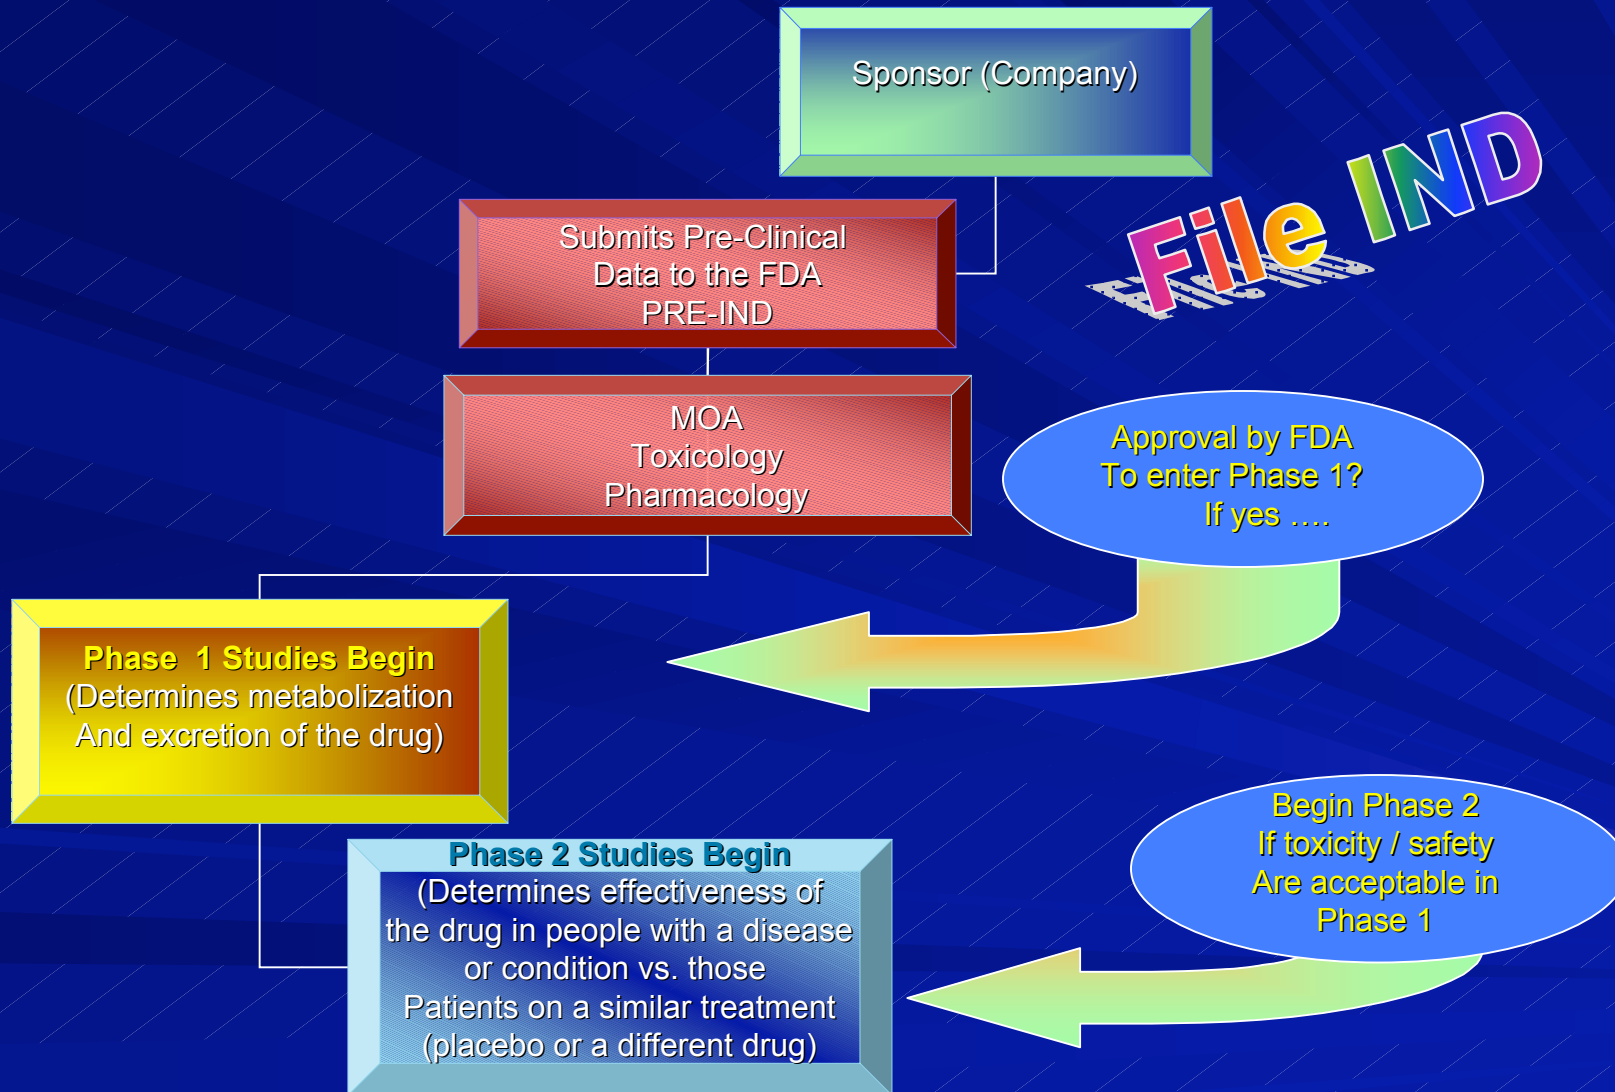 Sponsor (Company)
File IND
Submits Pre-Clinical
Data to the FDA
PRE-IND
MOA
Toxicology
Pharmacology
Approval by FDA
To enter Phase 1?
If yes ….
Phase 1 Studies Begin
(Determines metabolization
And excretion of the drug)
Begin Phase 2
If toxicity / safety
Are acceptable in
Phase 1
Phase 2 Studies Begin
(Determines effectiveness of
the drug in people with a disease
or condition vs. those
Patients on a similar treatment
(placebo or a different drug)